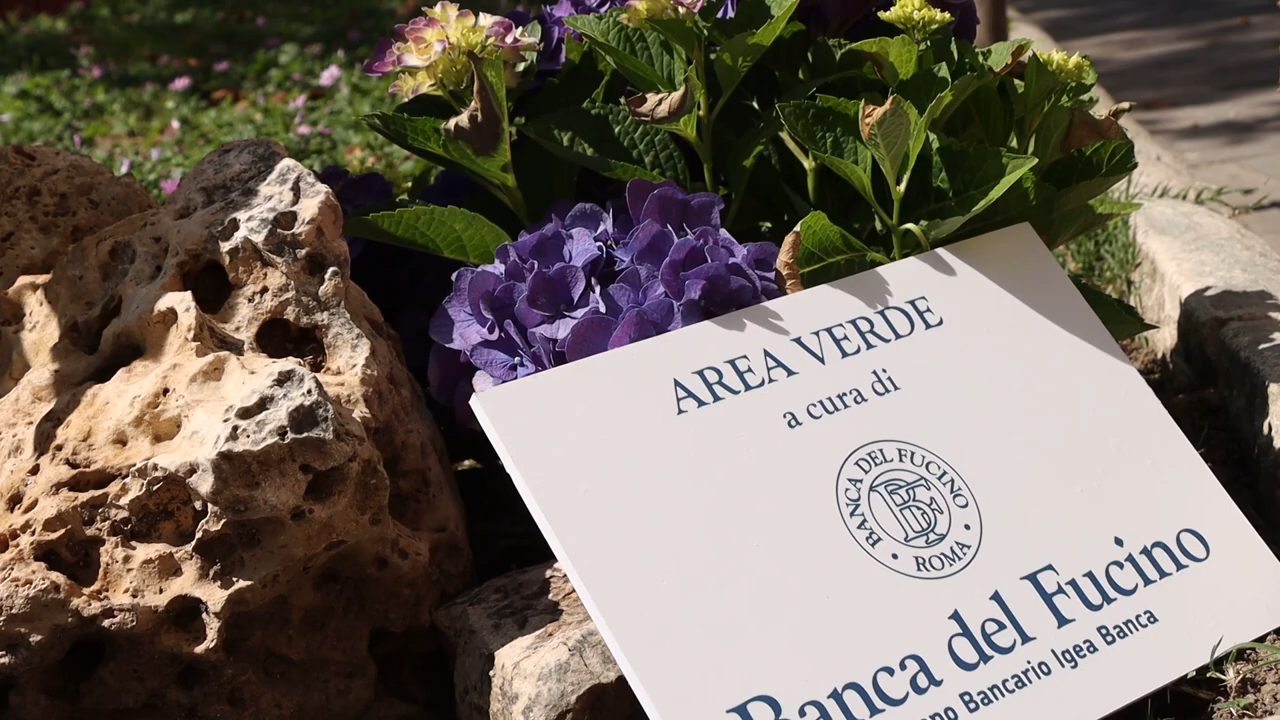 AREA VERDE
a cura di
BANCA DEL FUCINO
• ROMA •
Banca del Fucino
Bancario Igea Banca